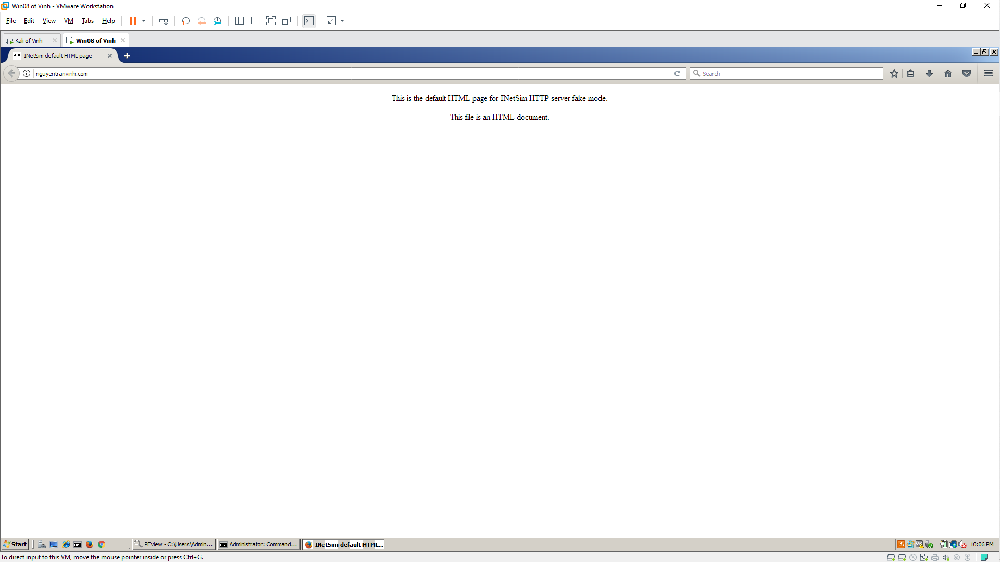 Win08 of Vinh - VMware Workstation
File Edit View VM Tabs Help
Kali of Vinh Win08 of Vinh
SIM INetSim default HTML page
nguyentranvinh.com Search
This is the default HTML page for INetSim HTTP server fake mode.
This file is an HTML document.
Start PEview - C:\Users\Admin... Administrator: Command... INetSim default HTML... 10:06 PM
To direct input to this VM, move the mouse pointer inside or press Ctrl+G.